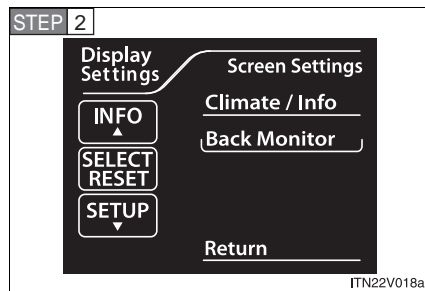 STEP 2
Display
Settings
Screen Settings
INFO
▲
SELECT
RESET
SETUP
▼
Climate / Info
Back Monitor
Return
ITN22V018a